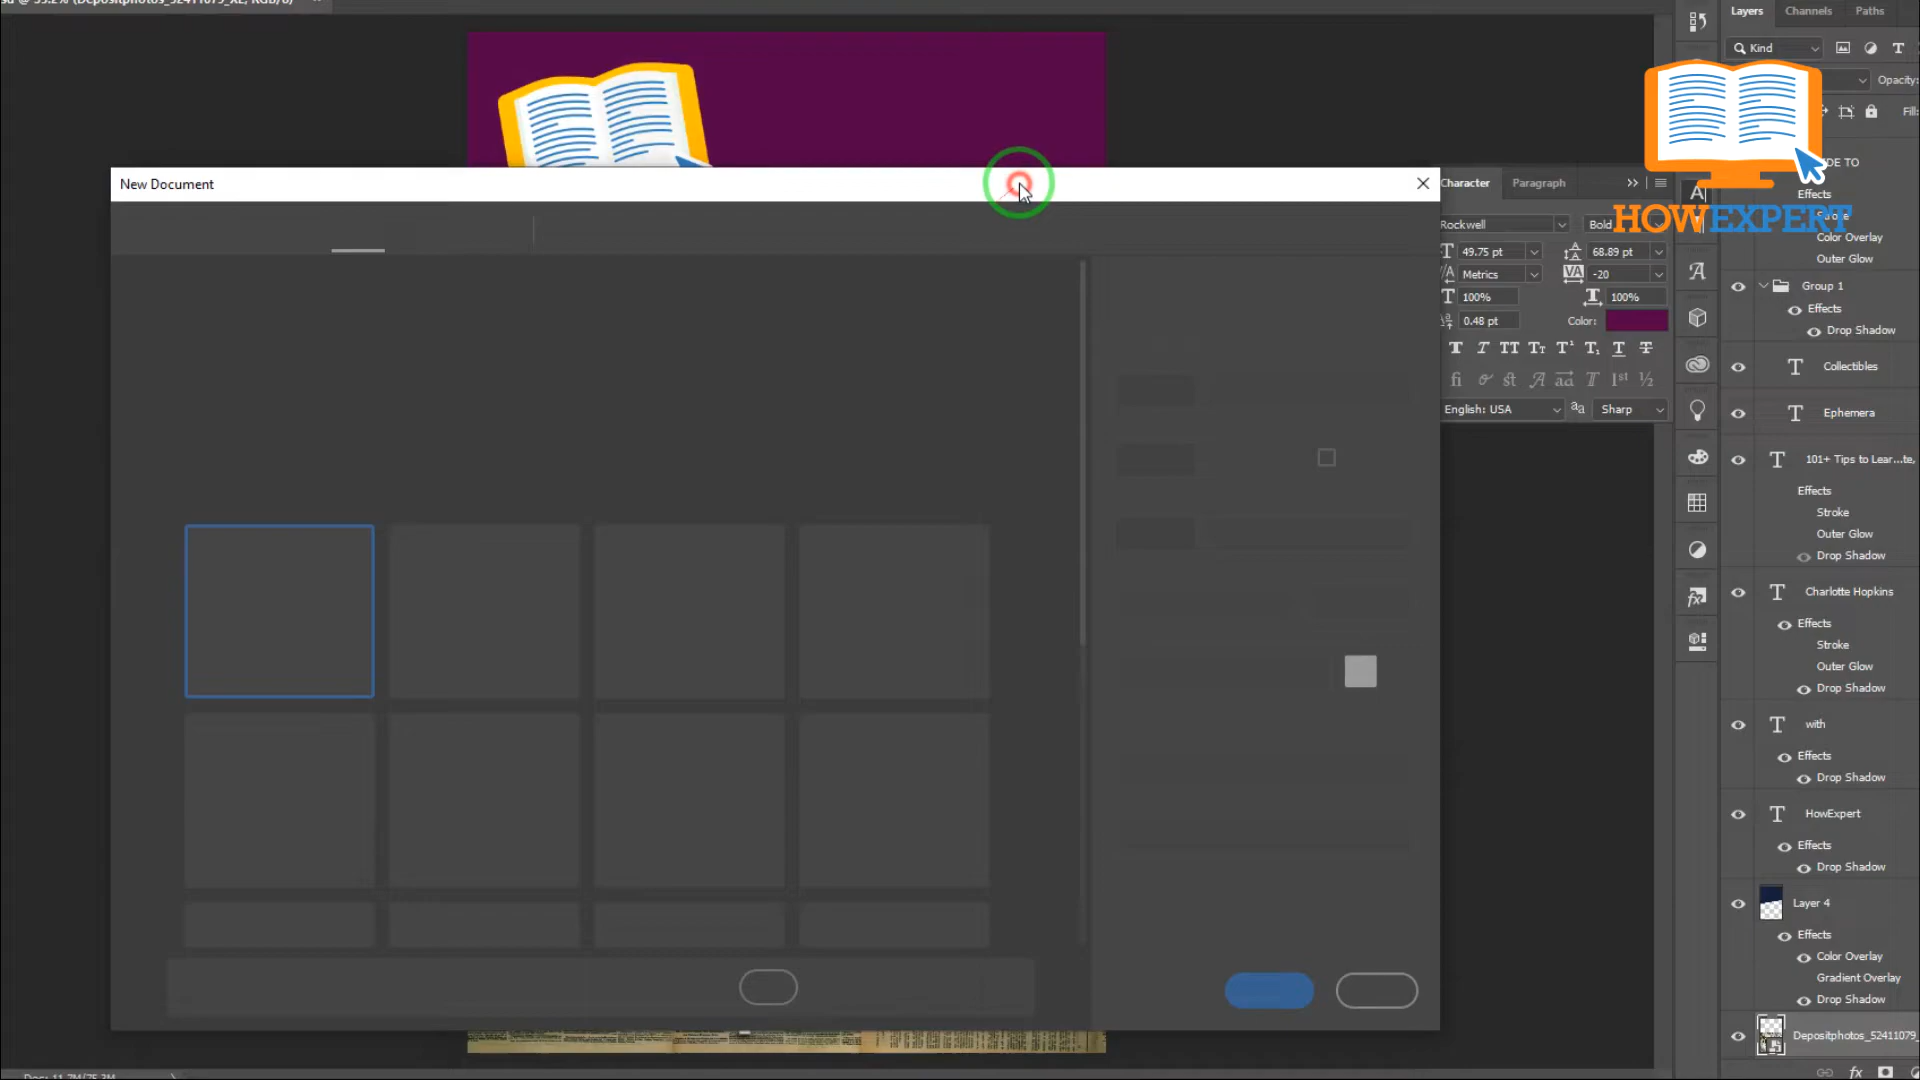 Layers Channels Paths
Kind
Opacity:
Fill:
HOWEXPERT
New Document
Character Paragraph
Rockwell Bold
49.75 pt 68.89 pt
Metrics -20
100% 100%
0.48 pt Color:
English: USA Sharp
Effects
Color Overlay
Outer Glow
Group 1
Effects
Drop Shadow
Collectibles
Ephemera
101+ Tips to Lear...te,
Effects
Stroke
Outer Glow
Drop Shadow
Charlotte Hopkins
Effects
Stroke
Outer Glow
Drop Shadow
with
Effects
Drop Shadow
HowExpert
Effects
Drop Shadow
Layer 4
Effects
Color Overlay
Gradient Overlay
Drop Shadow
Depositphotos_52411079_